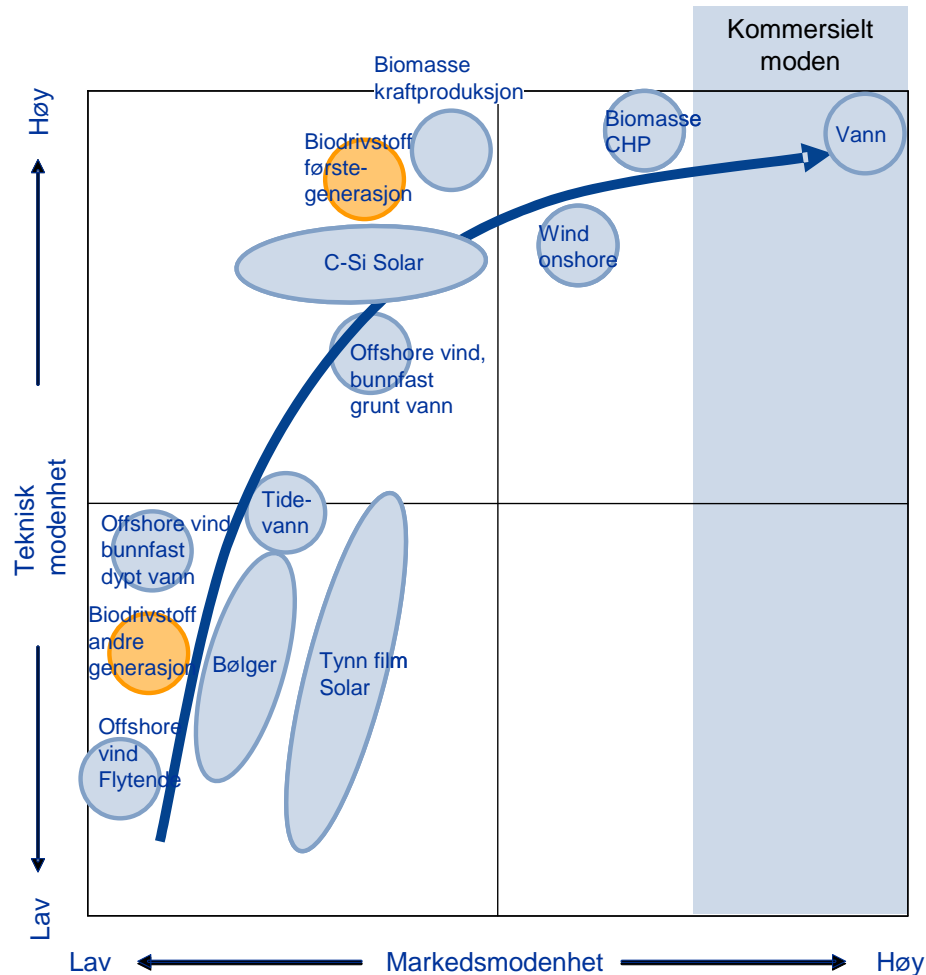 Kommersielt
moden
Biomasse
kraftproduksjon
Høy
Biomasse
CHP
Vann
Biodrivstoff
første-
generasjon
Wind
onshore
C-Si Solar
Offshore vind,
bunnfast
grunt vann
Teknisk
modenhet
Tide-
vann
Offshore vind
bunnfast
dypt vann
Biodrivstoff
andre
generasjon
Bølger
Tynn film
Solar
Offshore
vind
Flytende
Lav
Lav
Markedsmodenhet
Høy